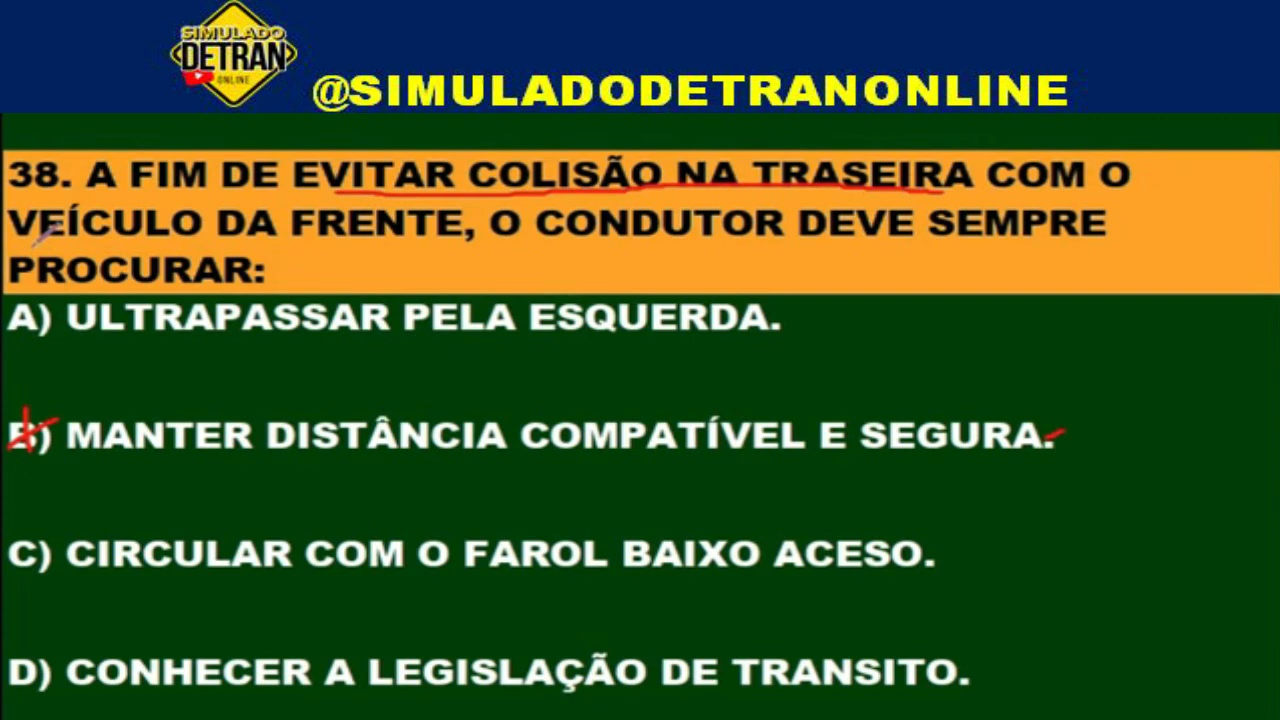 SIMULADO
DETRAN
ONLINE
@SIMULADODETRANONLINE
38. A FIM DE EVITAR COLISÃO NA TRASEIRA COM O
VEÍCULO DA FRENTE, O CONDUTOR DEVE SEMPRE
PROCURAR:
A) ULTRAPASSAR PELA ESQUERDA.
B) MANTER DISTÂNCIA COMPATÍVEL E SEGURA.
C) CIRCULAR COM O FAROL BAIXO ACESO.
D) CONHECER A LEGISLAÇÃO DE TRANSITO.